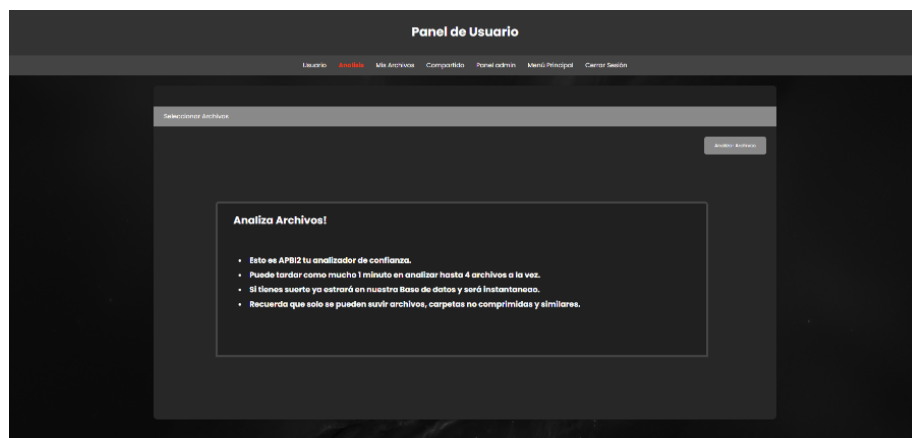 Panel de Usuario
Usuario Analisis Mis Archivos Compartido Panel admin Menú Principal Cerrar Sesión
Seleccionar Archivos
Analizar Archivos
Analiza Archivos!
• Esto es APBI2 tu analizador de confianza.
• Puede tardar como mucho 1 minuto en analizar hasta 4 archivos a la vez.
• Si tienes suerte ya estrará en nuestra Base de datos y será instantaneao.
• Recuerda que solo se pueden suvir archivos, carpetas no comprimidas y similares.